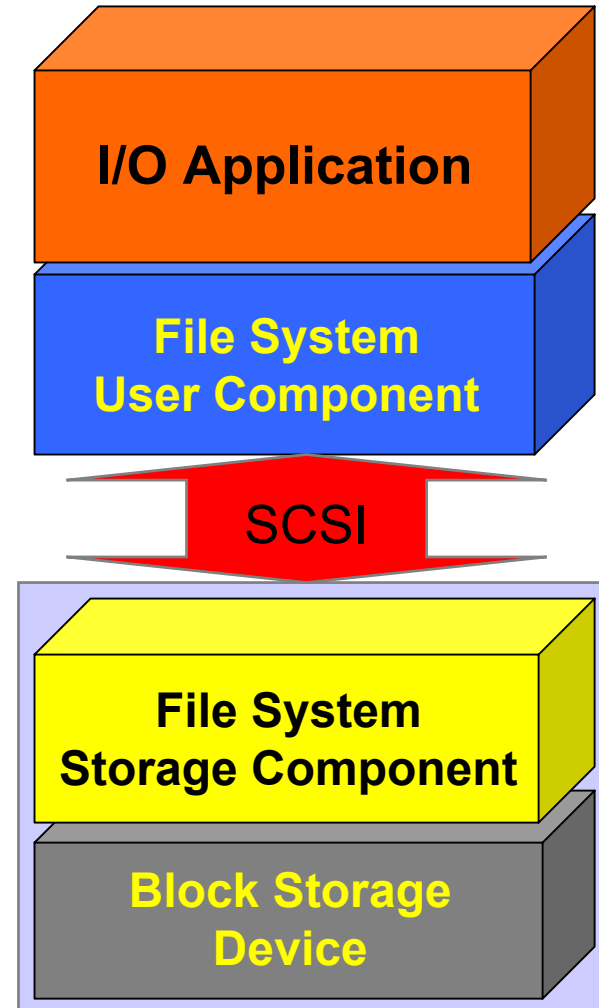 I/O Application
File System
User Component
SCSI
File System
Storage Component
Block Storage
Device